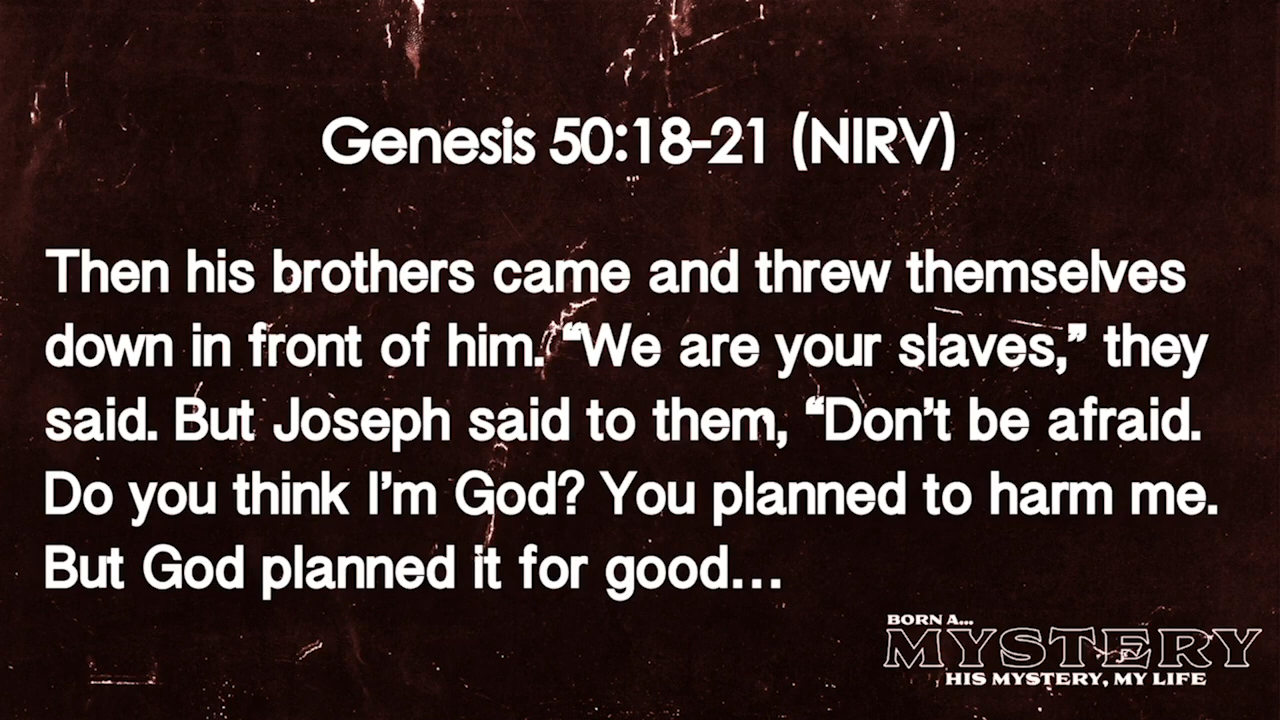 Genesis 50:18-21 (NIRV)
Then his brothers came and threw themselves
down in front of him. “We are your slaves,” they
said. But Joseph said to them, “Don’t be afraid.
Do you think I’m God? You planned to harm me.
But God planned it for good…
BORN A...
MYSTERY
HIS MYSTERY, MY LIFE